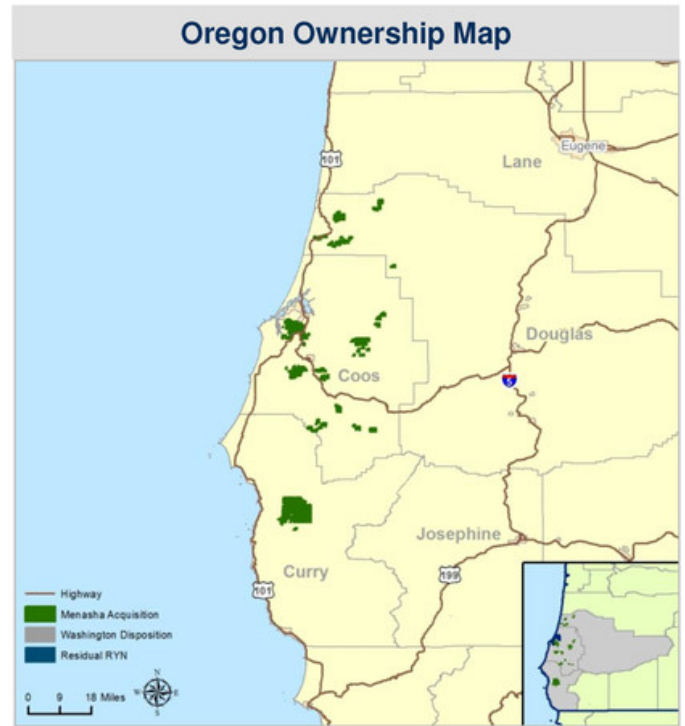 Oregon Ownership Map
Eugene
101
Lane
Douglas
5
Coos
Josephine
199
Curry
101
Highway
Menasha Acquisition
Washington Disposition
Residual RYN
N
W E
S
0 9 18 Miles